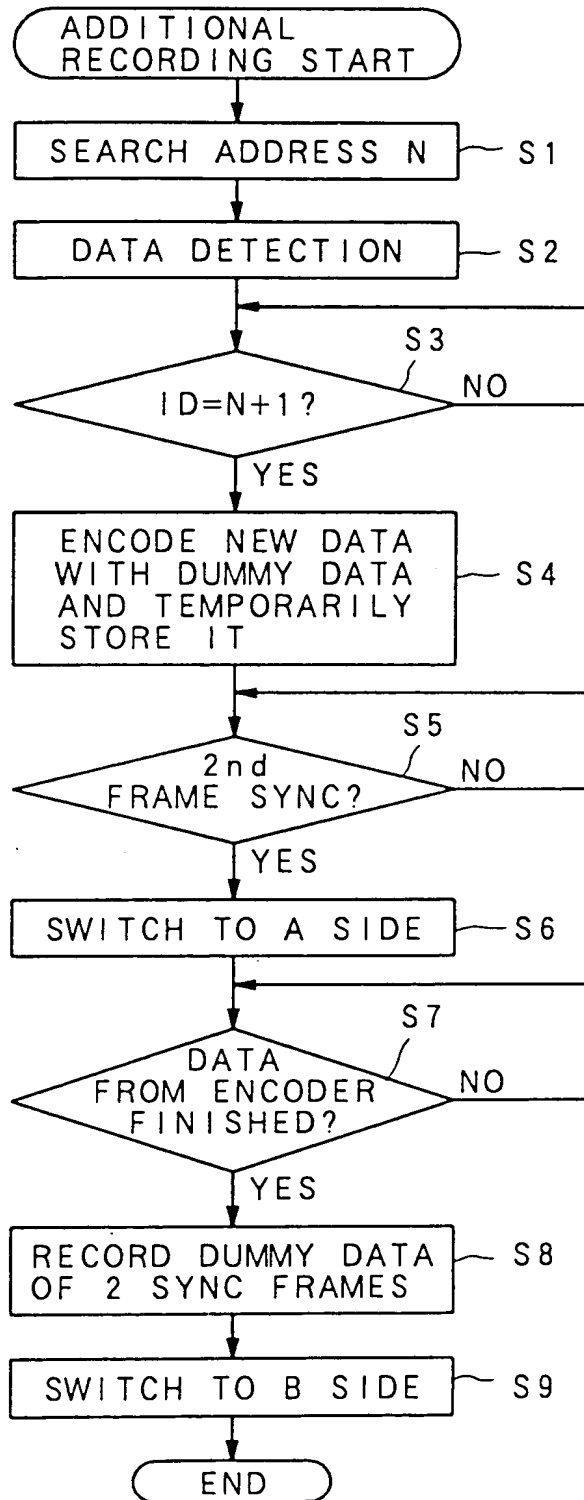 ADDITIONAL
RECORDING START
SEARCH ADDRESS N
S1
DATA DETECTION
S2
S3
ID=N+1?
NO
YES
ENCODE NEW DATA
WITH DUMMY DATA
AND TEMPORARILY
STORE IT
S4
S5
2nd
FRAME SYNC?
NO
YES
SWITCH TO A SIDE
S6
S7
DATA
FROM ENCODER
FINISHED?
NO
YES
RECORD DUMMY DATA
OF 2 SYNC FRAMES
S8
SWITCH TO B SIDE
S9
END